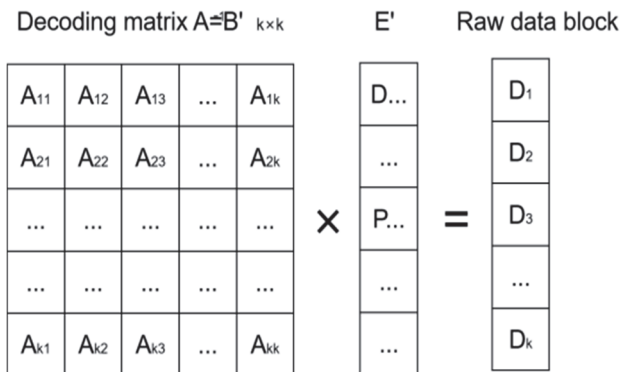 Decoding matrix A=B' k×k E' Raw data block
A11 A12 A13 ... A1k D... D1
A21 A22 A23 ... A2k ... D2
... ... ... ... ... × P... = D3
... ... ... ... ... ... ...
Ak1 Ak2 Ak3 ... Akk ... Dk